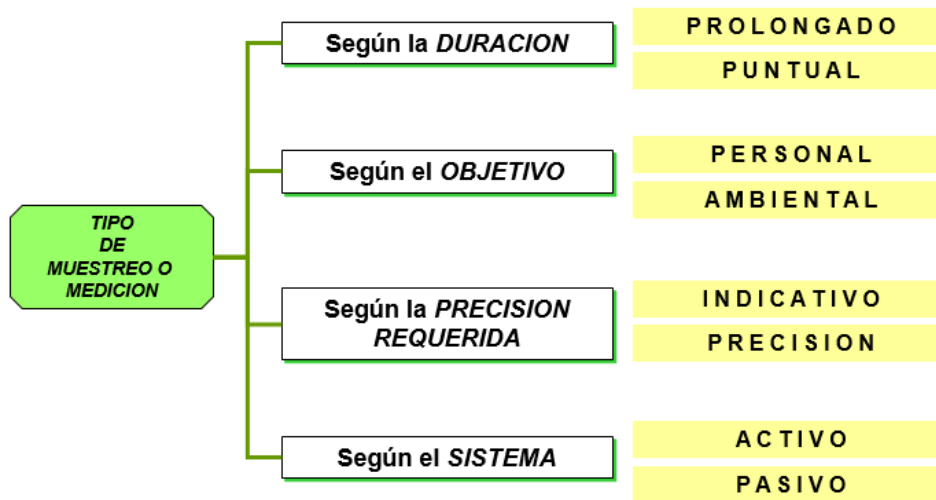 TIPO
DE
MUESTREO O
MEDICION
Según la DURACION
PROLONGADO
PUNTUAL
Según el OBJETIVO
PERSONAL
AMBIENTAL
Según la PRECISION
REQUERIDA
INDICATIVO
PRECISION
Según el SISTEMA
ACTIVO
PASIVO